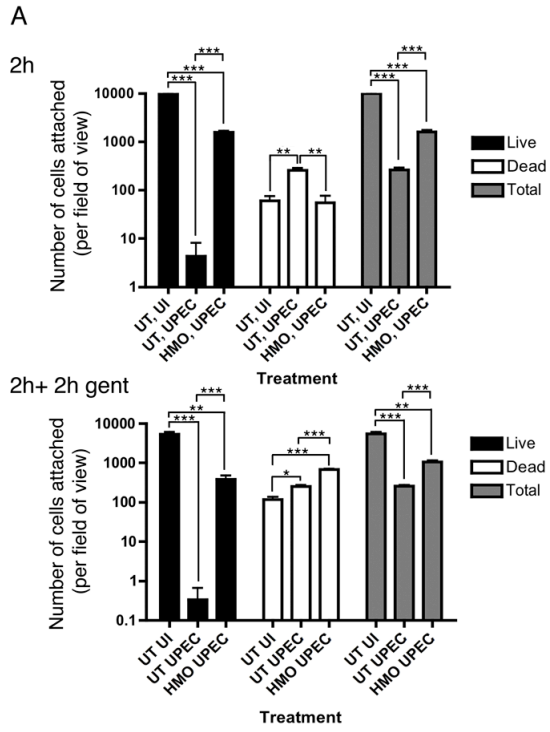 A
2h
***
***
***
***
***
***
** **
10000
1000
100
10
1
Number of cells attached
(per field of view)
Live
Dead
Total
UT, UI
UT, UPEC
HMO, UPEC
UT, UI
UT, UPEC
HMO, UPEC
UT, UI
UT, UPEC
HMO, UPEC
Treatment
2h+ 2h gent
***
**
***
***
***
*
***
**
***
10000
1000
100
10
1
0.1
Number of cells attached
(per field of view)
Live
Dead
Total
UT UI
UT UPEC
HMO UPEC
UT UI
UT UPEC
HMO UPEC
UT UI
UT UPEC
HMO UPEC
Treatment